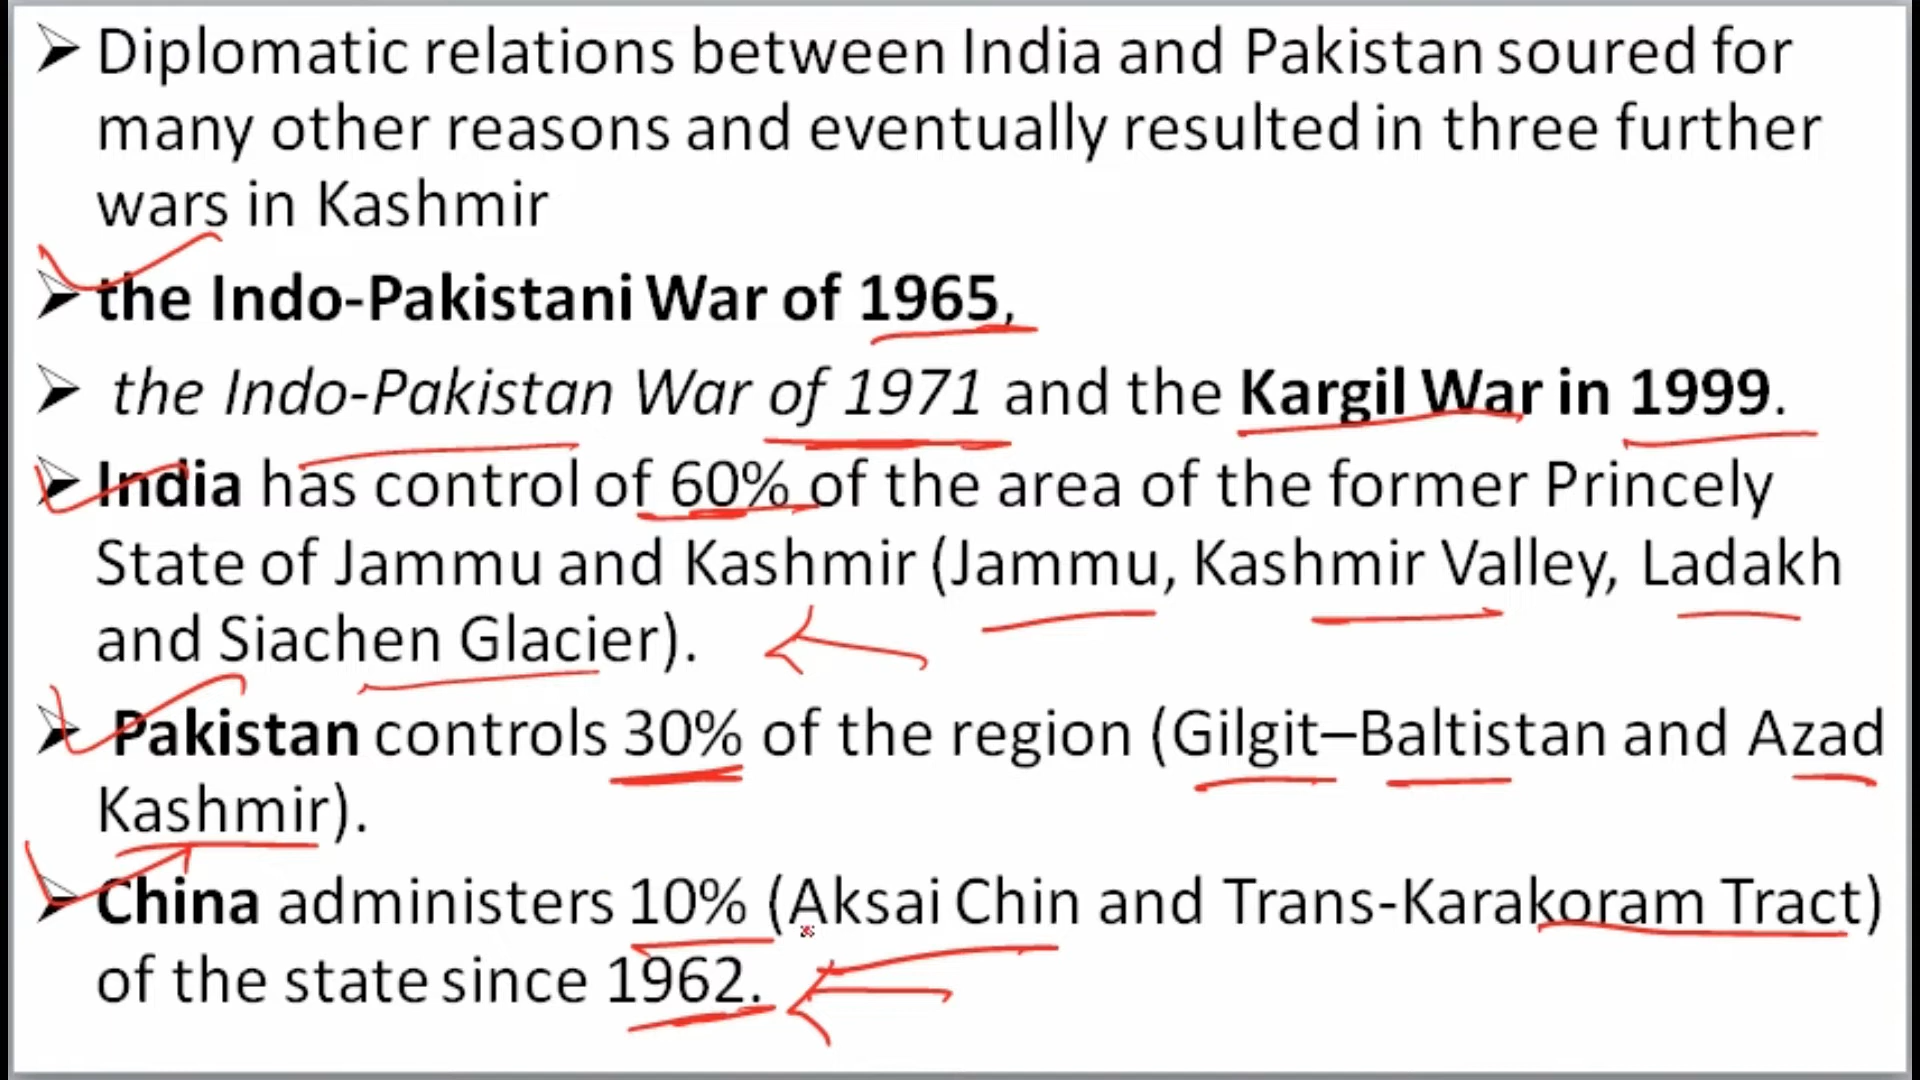 ➢ Diplomatic relations between India and Pakistan soured for
many other reasons and eventually resulted in three further
wars in Kashmir
➢ the Indo-Pakistani War of 1965,
➢ the Indo-Pakistan War of 1971 and the Kargil War in 1999.
➢ India has control of 60% of the area of the former Princely
State of Jammu and Kashmir (Jammu, Kashmir Valley, Ladakh
and Siachen Glacier).
➢ Pakistan controls 30% of the region (Gilgit–Baltistan and Azad
Kashmir).
➢ China administers 10% (Aksai Chin and Trans-Karakoram Tract)
of the state since 1962.